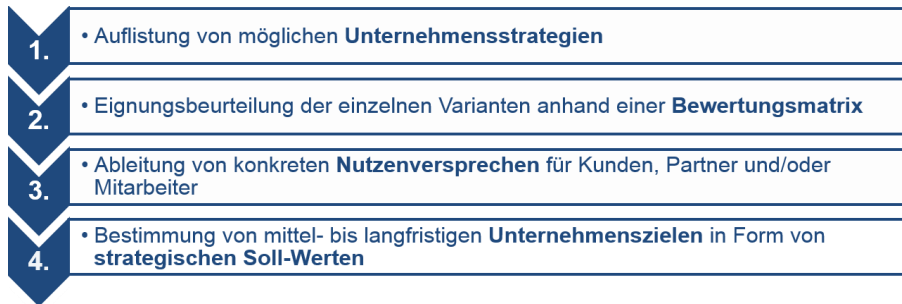 1.
• Auflistung von möglichen Unternehmensstrategien
2.
• Eignungsbeurteilung der einzelnen Varianten anhand einer Bewertungsmatrix
3.
• Ableitung von konkreten Nutzenversprechen für Kunden, Partner und/oder
Mitarbeiter
4.
• Bestimmung von mittel- bis langfristigen Unternehmenszielen in Form von
strategischen Soll-Werten